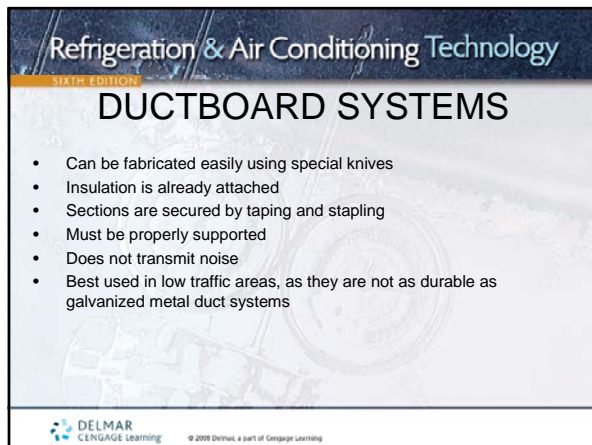 Refrigeration & Air Conditioning Technology
SIXTH EDITION
DUCTBOARD SYSTEMS
• Can be fabricated easily using special knives
• Insulation is already attached
• Sections are secured by taping and stapling
• Must be properly supported
• Does not transmit noise
• Best used in low traffic areas, as they are not as durable as
galvanized metal duct systems
DELMAR
CENGAGE Learning
© 2008 Delmar, a part of Cengage Learning